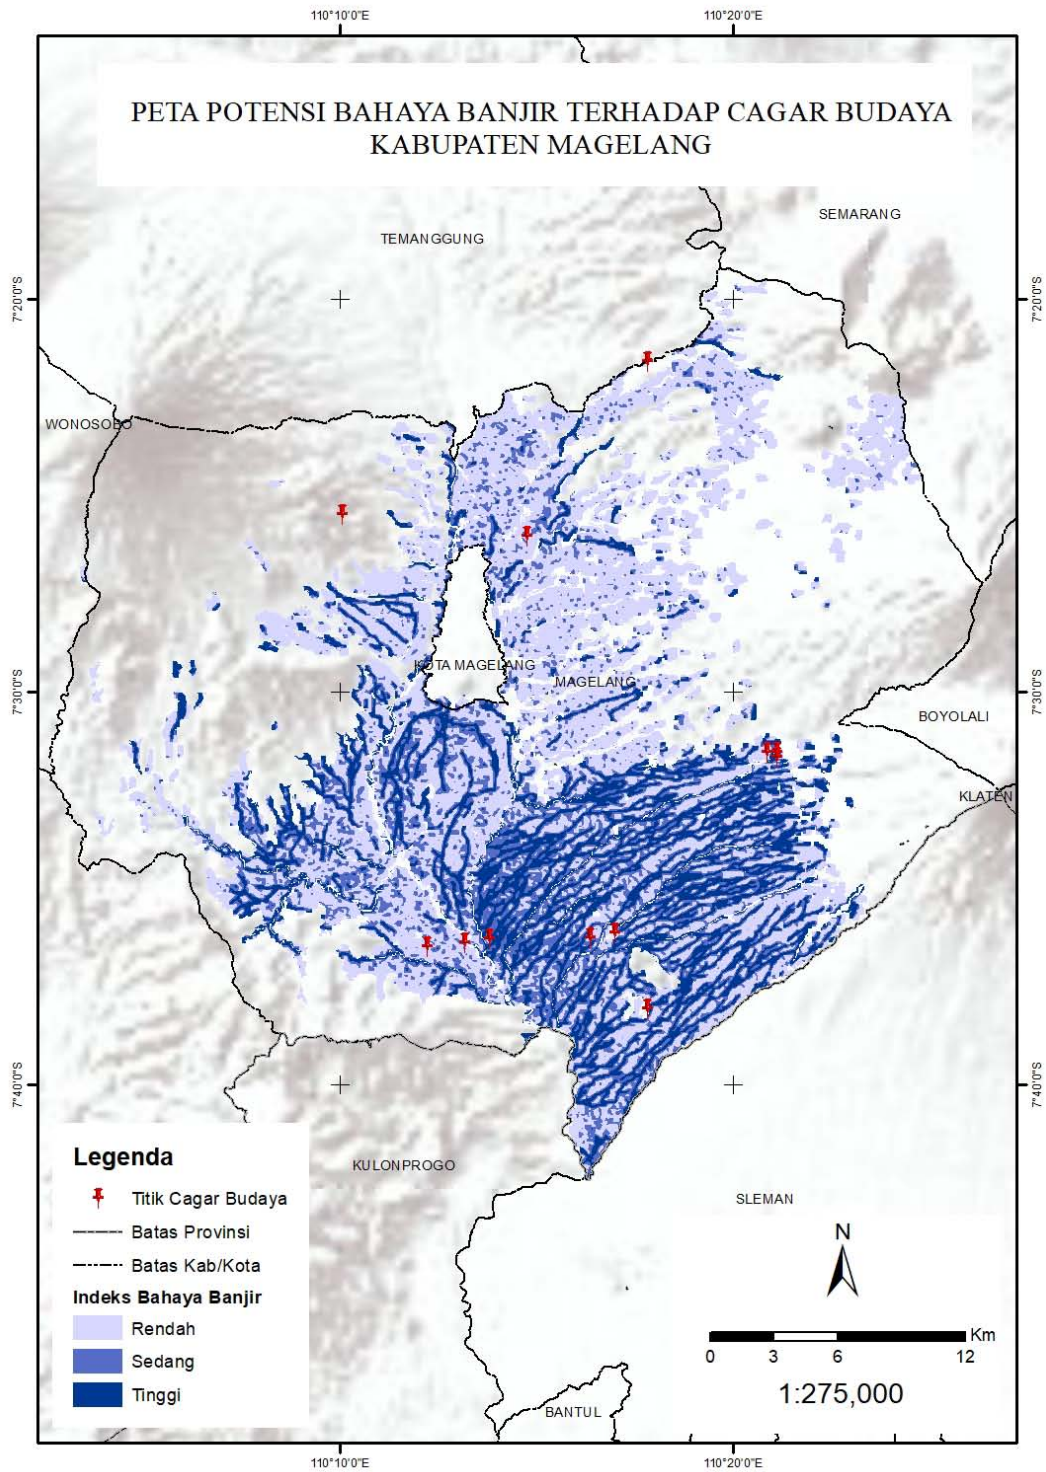 110°10'0"E
110°20'0"E
PETA POTENSI BAHAYA BANJIR TERHADAP CAGAR BUDAYA
KABUPATEN MAGELANG
SEMARANG
TEMANGGUNG
7°20'0"S
7°20'0"S
WONOSOBO
KOTA MAGELANG
MAGELANG
7°30'0"S
7°30'0"S
BOYOLALI
KLATEN
7°40'0"S
7°40'0"S
KULONPROGO
SLEMAN
BANTUL
Legenda
Titik Cagar Budaya
Batas Provinsi
Batas Kab/Kota
Indeks Bahaya Banjir
Rendah
Sedang
Tinggi
N
Km
0 3 6 12
1:275,000
110°10'0"E
110°20'0"E